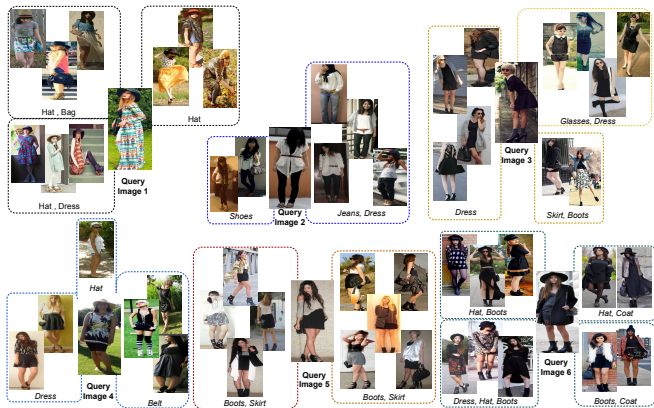 Hat , Bag
Hat
Hat , Dress
Query
Image 1
Shoes
Query
Image 2
Jeans, Dress
Dress
Query
Image 3
Glasses, Dress
Skirt, Boots
Hat
Dress
Query
Image 4
Belt
Boots, Skirt
Query
Image 5
Boots, Skirt
Hat, Boots
Dress, Hat, Boots
Query
Image 6
Hat, Coat
Boots, Coat